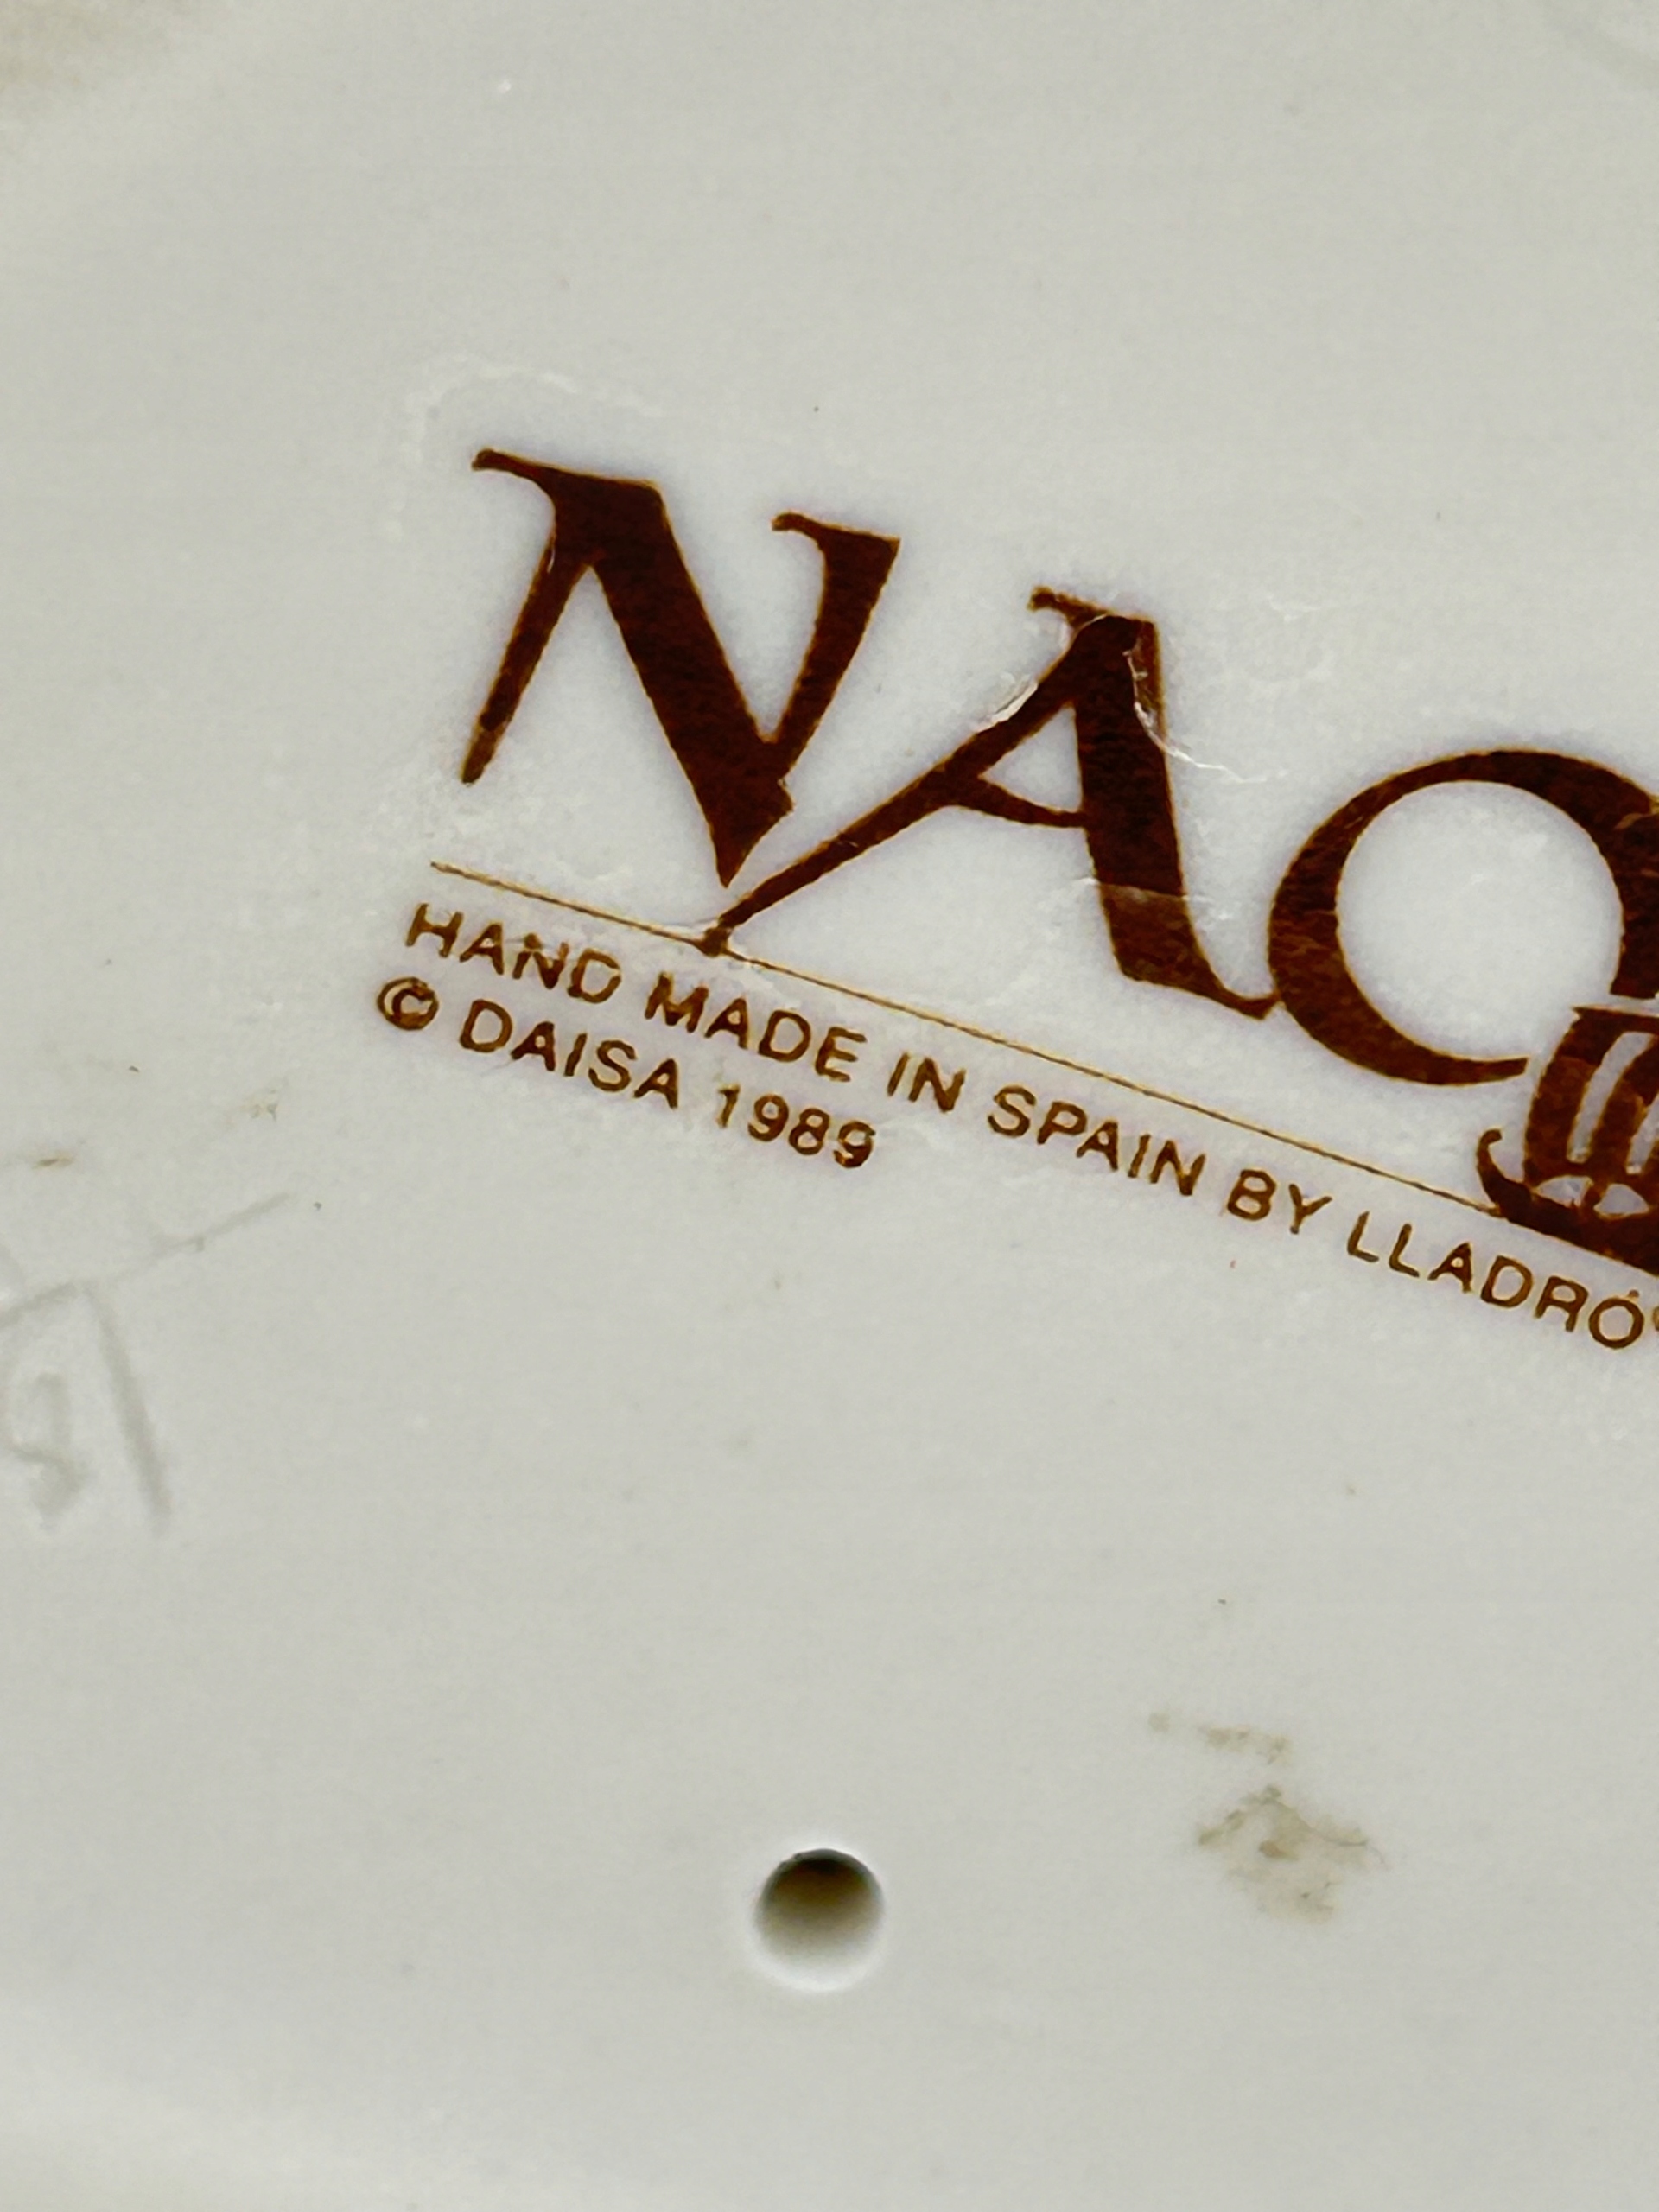 NAO
HAND MADE IN SPAIN BY LLADRÓ
© DAISA 1989